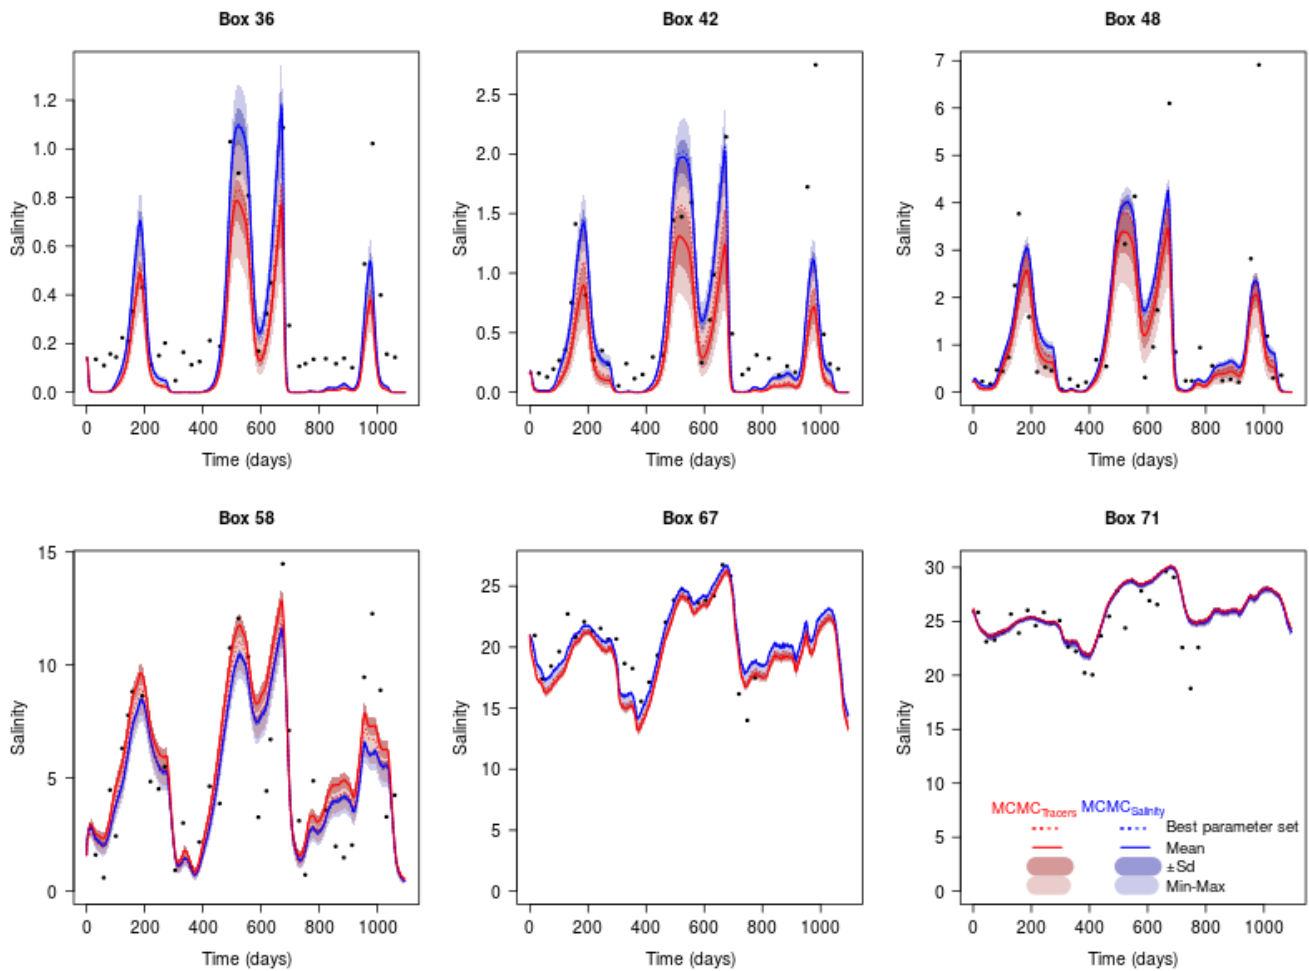 Box 36
Box 42
Box 48
Salinity
1.2
1.0
0.8
0.6
0.4
0.2
0.0
0 200 400 600 800 1000
Time (days)
Salinity
2.5
2.0
1.5
1.0
0.5
0.0
0 200 400 600 800 1000
Time (days)
Salinity
7
6
5
4
3
2
1
0
0 200 400 600 800 1000
Time (days)
Box 58
Box 67
Box 71
Salinity
15
10
5
0
0 200 400 600 800 1000
Time (days)
Salinity
25
20
15
10
5
0
0 200 400 600 800 1000
Time (days)
Salinity
30
25
20
15
10
5
0
MCMCTracers MCMCSalinity
Best parameter set
Mean
±Sd
Min-Max
0 200 400 600 800 1000
Time (days)